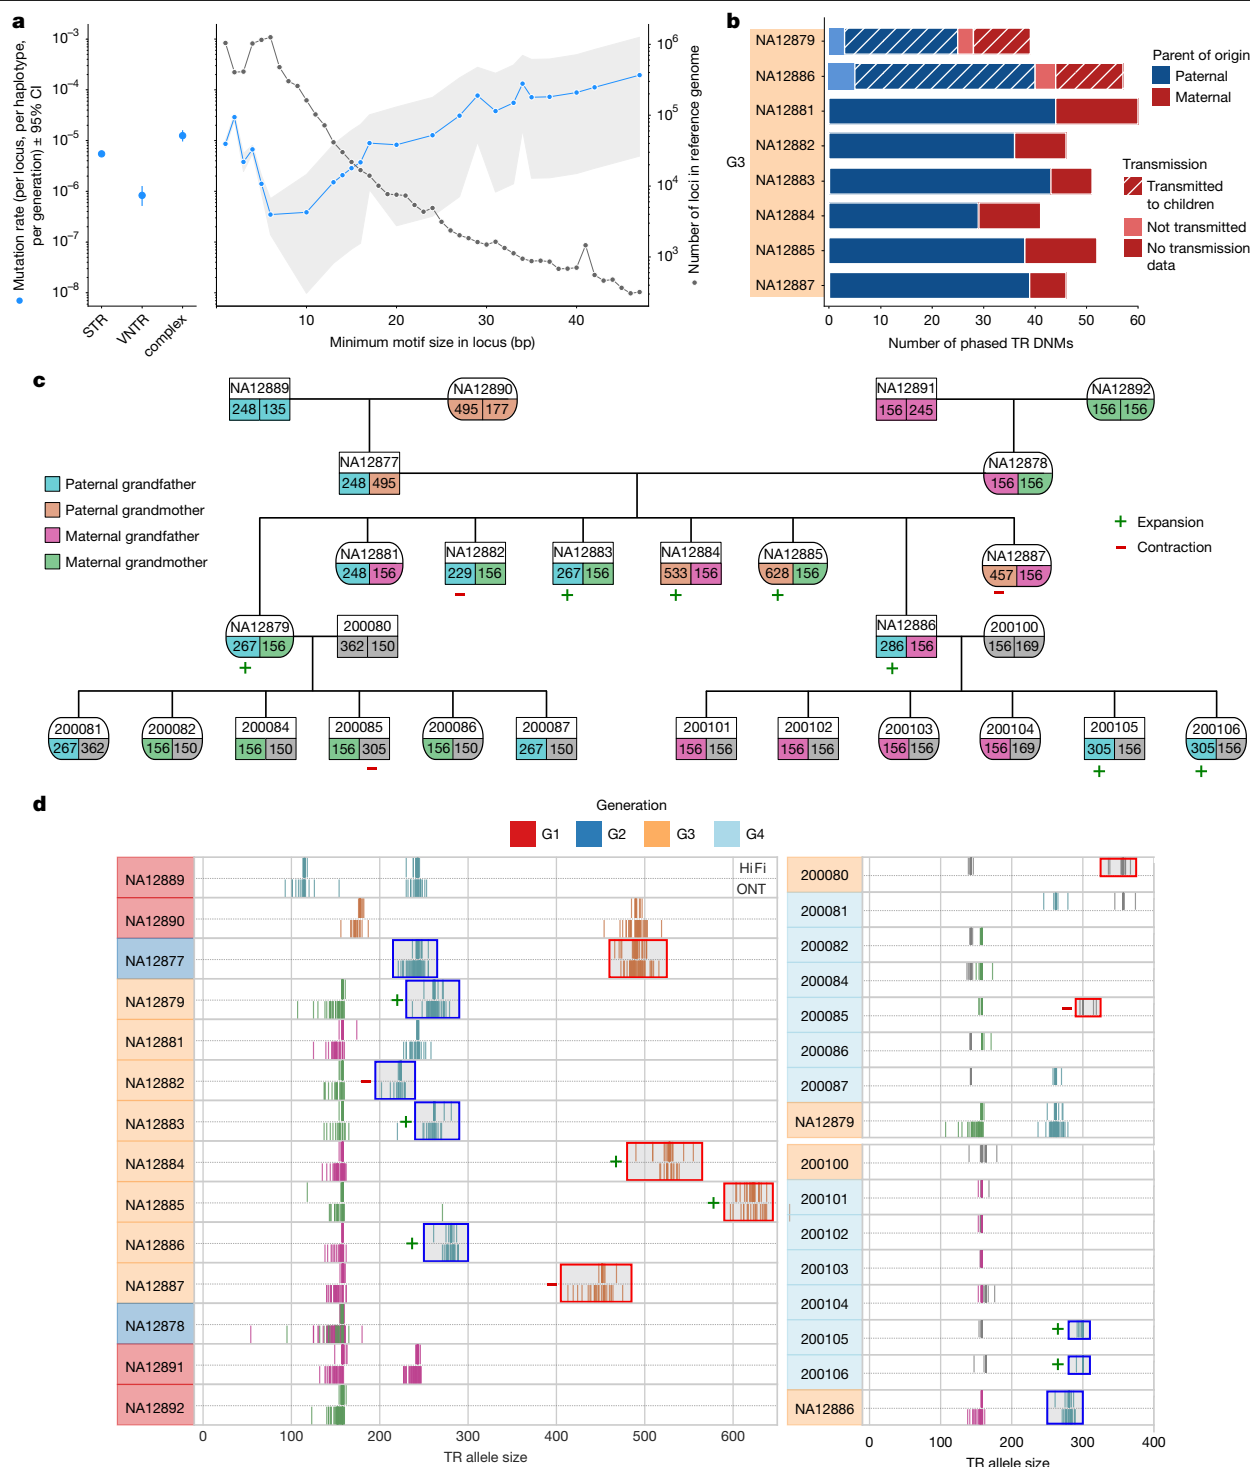 a
Mutation rate (per locus, per haplotype,
per generation) ± 95% CI
10⁻³
10⁻⁴
10⁻⁵
10⁻⁶
10⁻⁷
10⁻⁸
STR
VNTR
complex
10
20
30
40
Minimum motif size in locus (bp)
10⁶
10⁵
10⁴
10³
Number of loci in reference genome
b
G3
NA12879
NA12886
NA12881
NA12882
NA12883
NA12884
NA12885
NA12887
0 10 20 30 40 50 60
Number of phased TR DNMs
Parent of origin
Paternal
Maternal
Transmission
Transmitted
to children
Not transmitted
No transmission
data
c
NA12889
248 135
NA12890
495 177
NA12891
156 245
NA12892
156 156
NA12877
248 495
NA12878
156 156
Paternal grandfather
Paternal grandmother
Maternal grandfather
Maternal grandmother
+ Expansion
− Contraction
NA12881
248 156
NA12882
229 156
−
NA12883
267 156
+
NA12884
533 156
+
NA12885
628 156
+
NA12887
457 156
−
NA12879
267 156
+
200080
362 150
NA12886
286 156
+
200100
156 169
200081
267 362
200082
156 150
200084
156 150
200085
156 305
−
200086
156 150
200087
267 150
200101
156 156
200102
156 156
200103
156 156
200104
156 169
200105
305 156
+
200106
305 156
+
d
Generation
G1 G2 G3 G4
HiFi
ONT
NA12889
NA12890
NA12877
NA12879
+
NA12881
NA12882
−
NA12883
+
NA12884
+
NA12885
+
NA12886
+
NA12887
−
NA12878
NA12891
NA12892
0 100 200 300 400 500 600
TR allele size
200080
200081
200082
200084
200085
−
200086
200087
NA12879
200100
200101
200102
200103
200104
200105
+
200106
+
NA12886
0 100 200 300 400
TR allele size